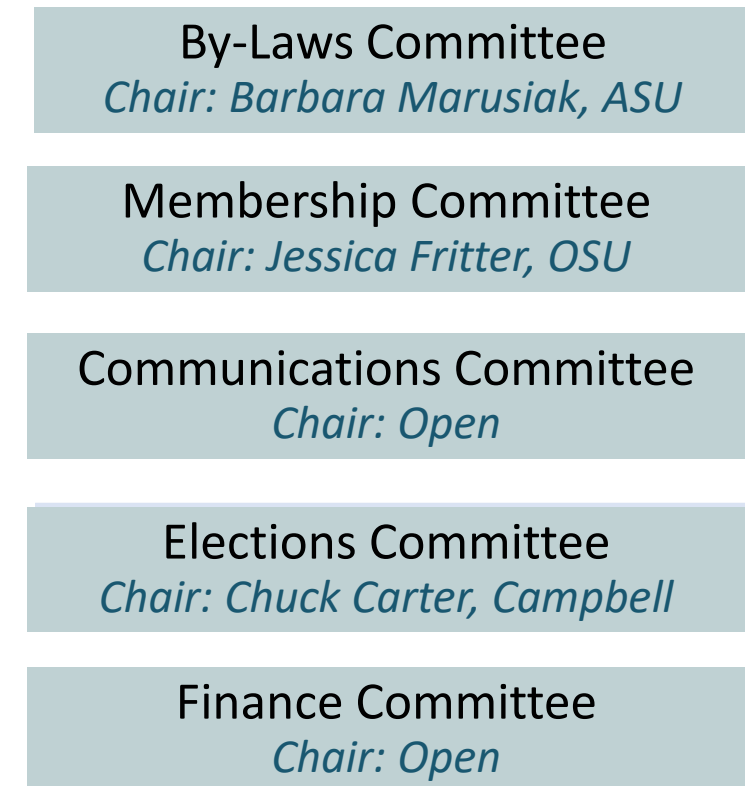 By-Laws Committee
Chair: Barbara Marusiak, ASU
Membership Committee
Chair: Jessica Fritter, OSU
Communications Committee
Chair: Open
Elections Committee
Chair: Chuck Carter, Campbell
Finance Committee
Chair: Open